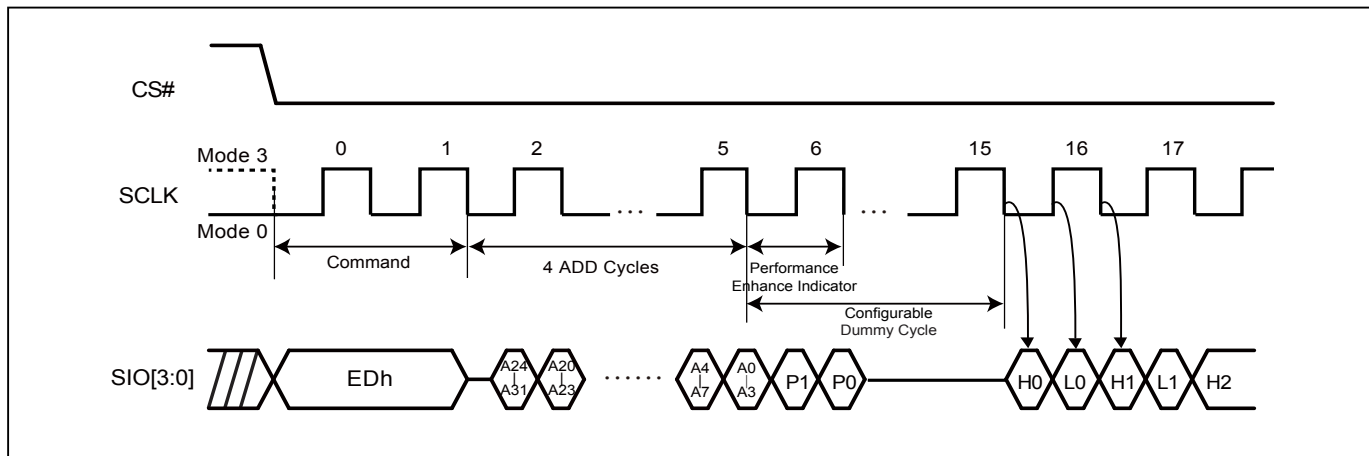 CS#
Mode 3
0 1 2 5 6 15 16 17
SCLK
Mode 0
Command
4 ADD Cycles
Performance
Enhance Indicator
Configurable
Dummy Cycle
SIO[3:0]
EDh
A24
|
A31
A20
|
A23
A4
|
A7
A0
|
A3
P1
P0
H0
L0
H1
L1
H2